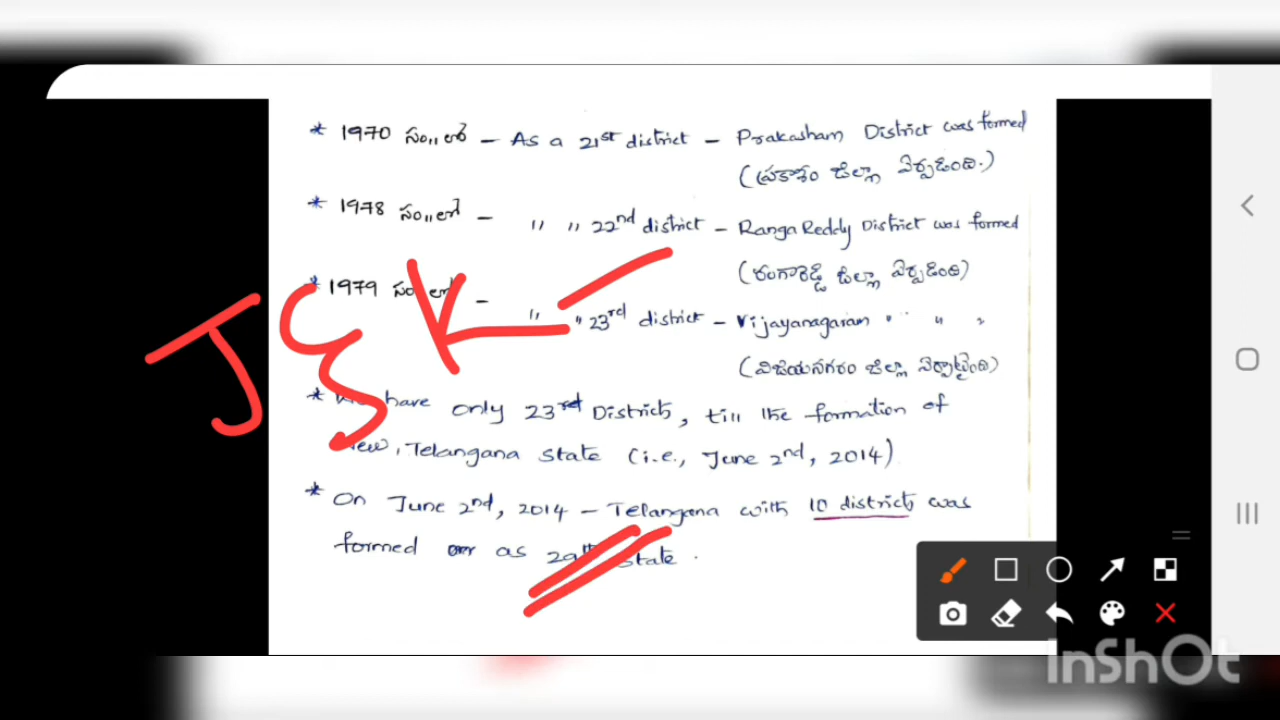 * 1970 సం॥లో – As a 21st district – Prakasham District was formed
(ప్రకాశం జిల్లా ఏర్పడింది.)
* 1978 సం॥లో – " " 22nd district – Ranga Reddy District was formed
(రంగారెడ్డి జిల్లా ఏర్పడింది)
* 1979 సం॥లో –
" " 23rd district – Vijayanagaram " " "
(విజయనగరం జిల్లా ఏర్పాటైంది)
* have only 23rd Districts, till the formation of
New, Telangana state (i.e., June 2nd, 2014)
* On June 2nd, 2014 – Telangana with 10 districts was
formed as 29th state.
InShOt